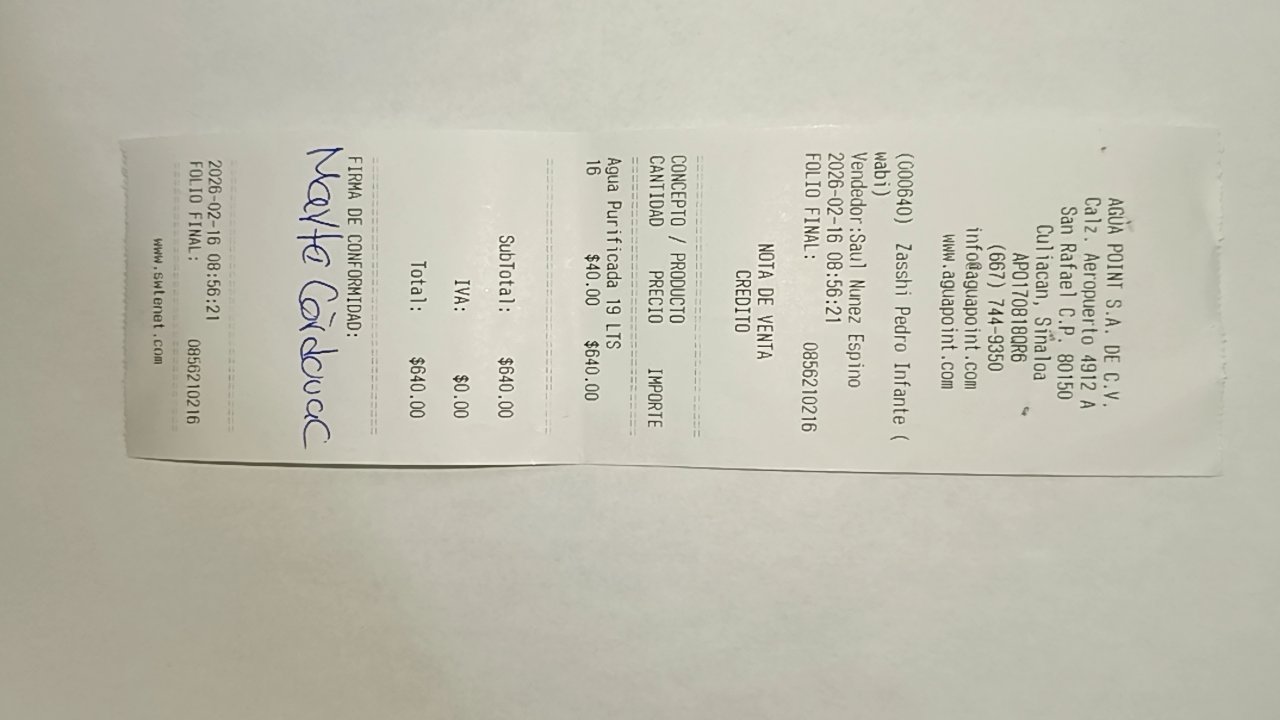 AGUA POINT S.A. DE C.V.
Calz. Aeropuerto 4912 A
San Rafael C.P. 80150
Culiacan, Sinaloa
APO170818QR6
(667) 744-9350
info@aguapoint.com
www.aguapoint.com
(000640) Zasshi Pedro Infante (
wabi)
Vendedor:Saul Nunez Espino
2026-02-16 08:56:21
FOLIO FINAL: 0856210216
NOTA DE VENTA
CREDITO
CONCEPTO / PRODUCTO
CANTIDAD PRECIO IMPORTE
Agua Purificada 19 LTS
16 $40.00 $640.00
SubTotal: $640.00
IVA: $0.00
Total: $640.00
FIRMA DE CONFORMIDAD:
Mayta Córdova C
2026-02-16 08:56:21
FOLIO FINAL: 0856210216
www.swtenet.com